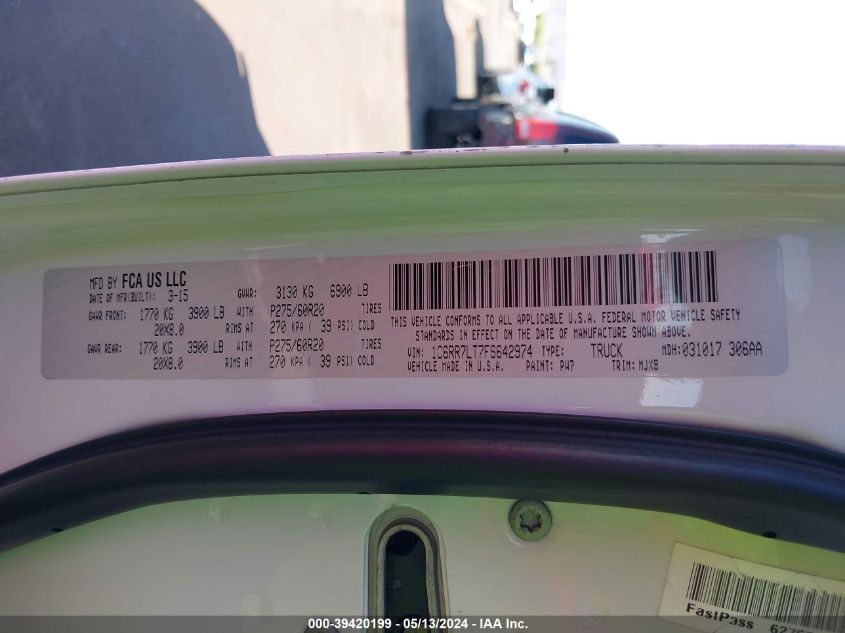 MFD BY FCA US LLC
DATE OF MFR(BUILT): 3-15 GVWR: 3130 KG 6900 LB
GAWR FRONT: 1770 KG 3900 LB WITH P275/60R20 TIRES
20X8.0 RIMS AT 270 KPA( 39 PSI) COLD
GAWR REAR: 1770 KG 3900 LB WITH P275/60R20 TIRES
20X8.0 RIMS AT 270 KPA( 39 PSI) COLD
THIS VEHICLE CONFORMS TO ALL APPLICABLE U.S.A. FEDERAL MOTOR VEHICLE SAFETY
STANDARDS IN EFFECT ON THE DATE OF MANUFACTURE SHOWN ABOVE.
VIN: 1C6RR7LT7FS642974 TYPE: TRUCK MDH:031017 306AA
VEHICLE MADE IN U.S.A. PAINT: PW7 TRIM: MJX8
FastPass
000-39420199 - 05/13/2024 - IAA Inc.